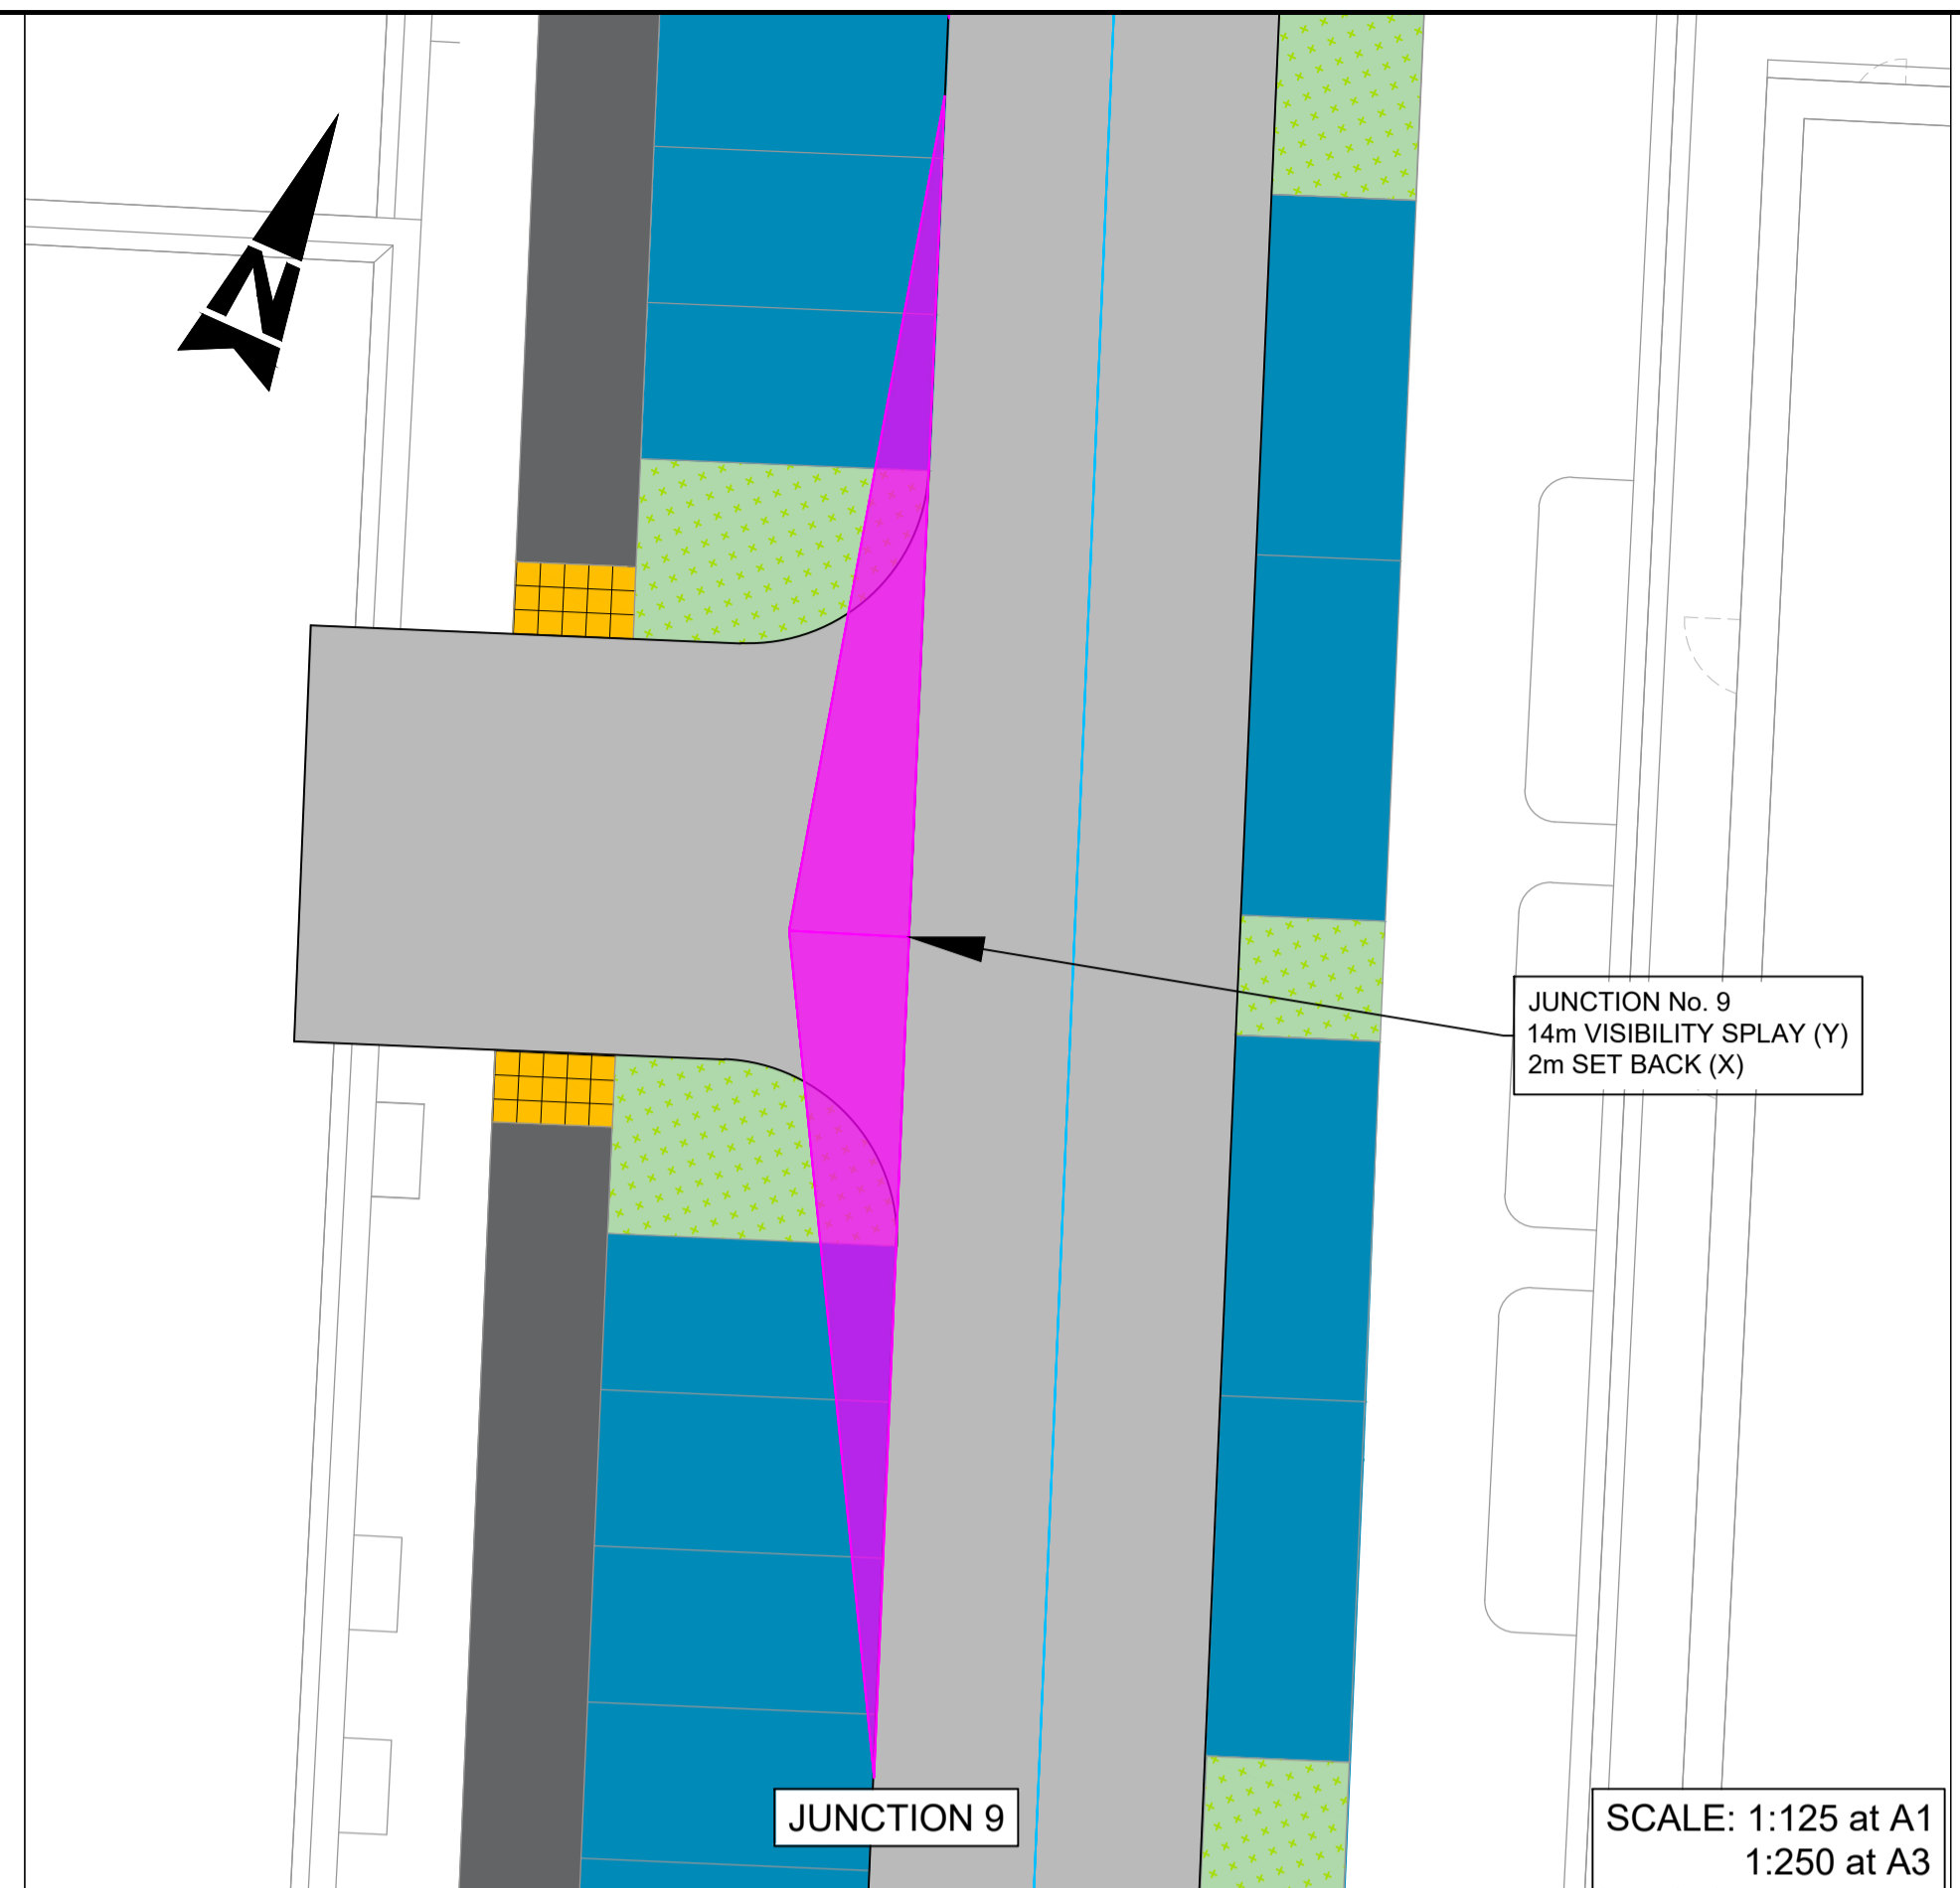 N
JUNCTION No. 9
14m VISIBILITY SPLAY (Y)
2m SET BACK (X)
JUNCTION 9
SCALE: 1:125 at A1
1:250 at A3